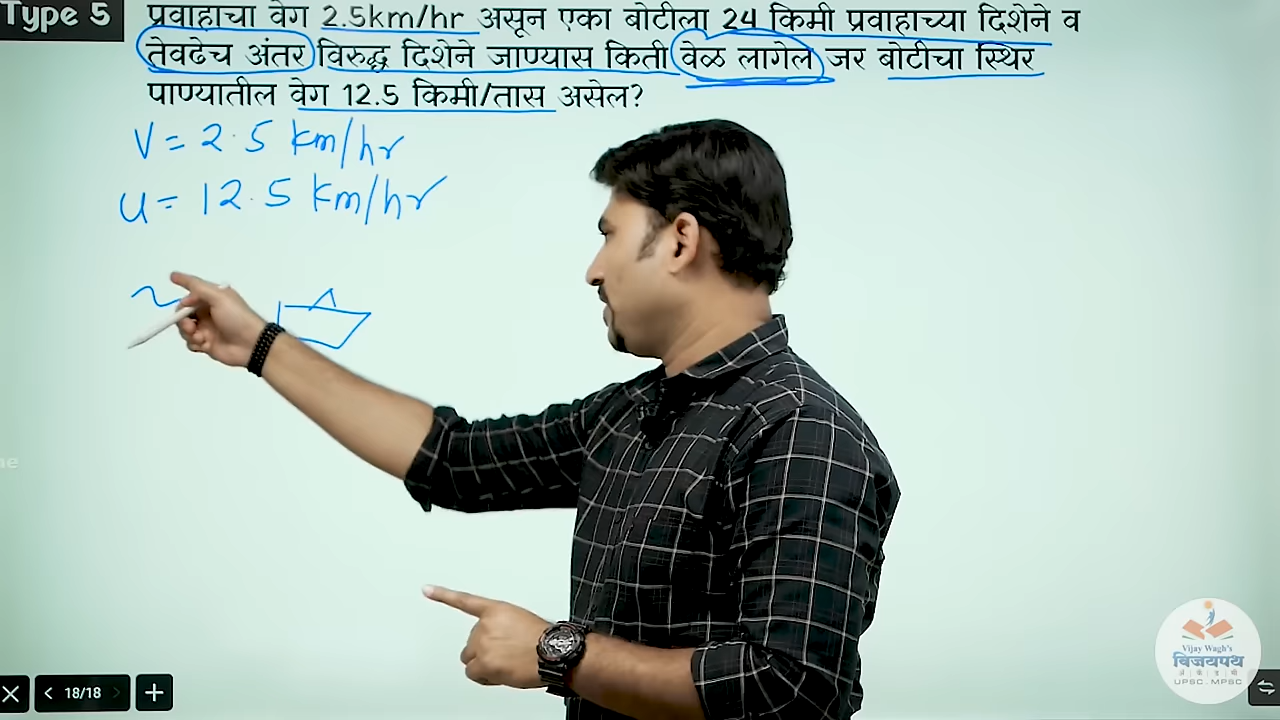 Type 5
प्रवाहाचा वेग 2.5km/hr असून एका बोटीला 24 किमी प्रवाहाच्या दिशेने व
तेवढेच अंतर विरुद्ध दिशेने जाण्यास किती वेळ लागेल जर बोटीचा स्थिर
पाण्यातील वेग 12.5 किमी/तास असेल?
V = 2.5 km/hr
u = 12.5 km/hr
18/18
Vijay Wagh's
विजयपथ
UPSC . MPSC